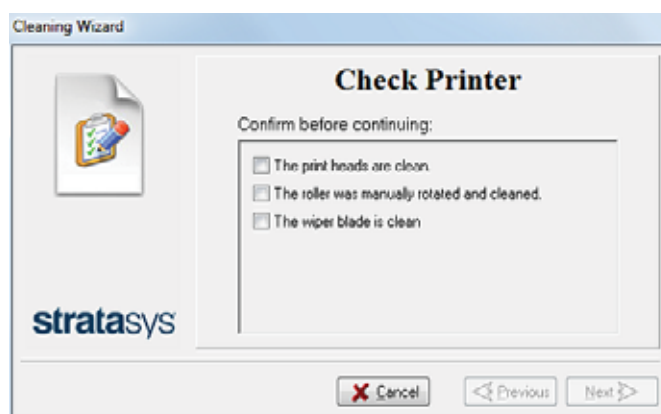 Cleaning Wizard
Check Printer
Confirm before continuing:
The print heads are clean.
The roller was manually rotated and cleaned.
The wiper blade is clean
stratasys
Cancel
Previous
Next